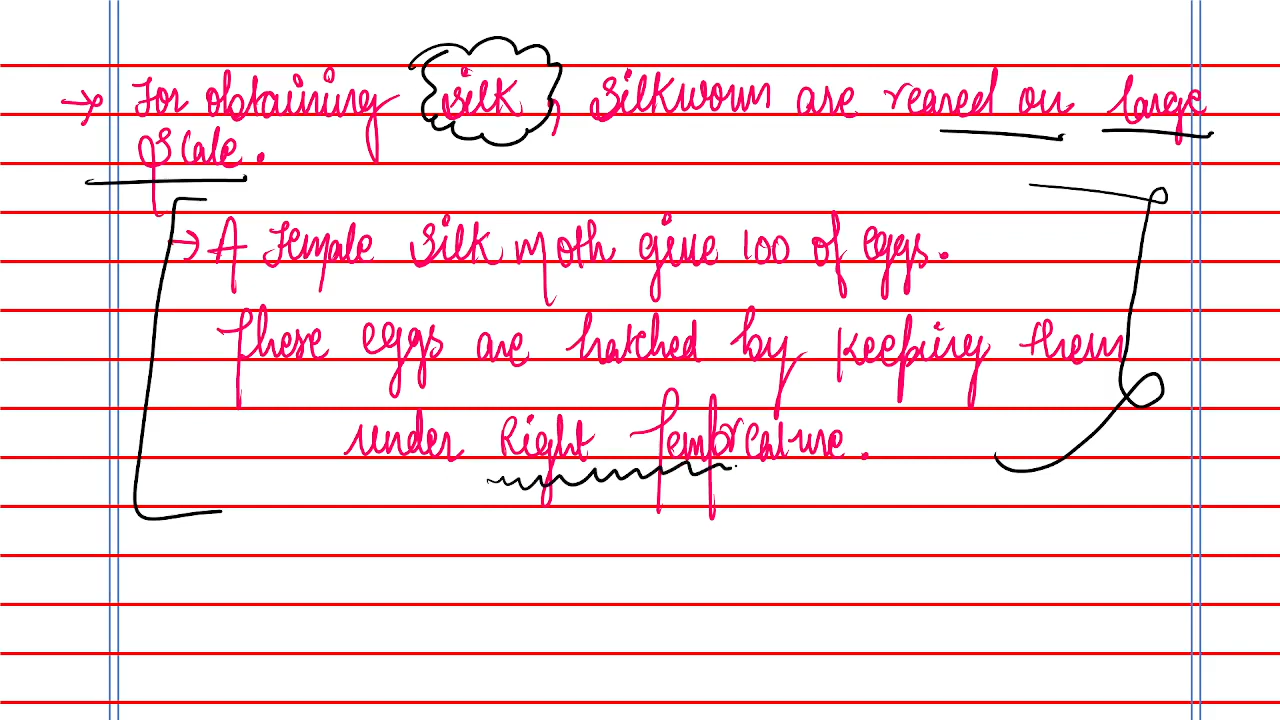 → For obtaining silk, silkworm are reared on large
scale.
→ A Female silk moth give 100 of eggs.
These eggs are hatched by keeping them
under Right Tempreature.